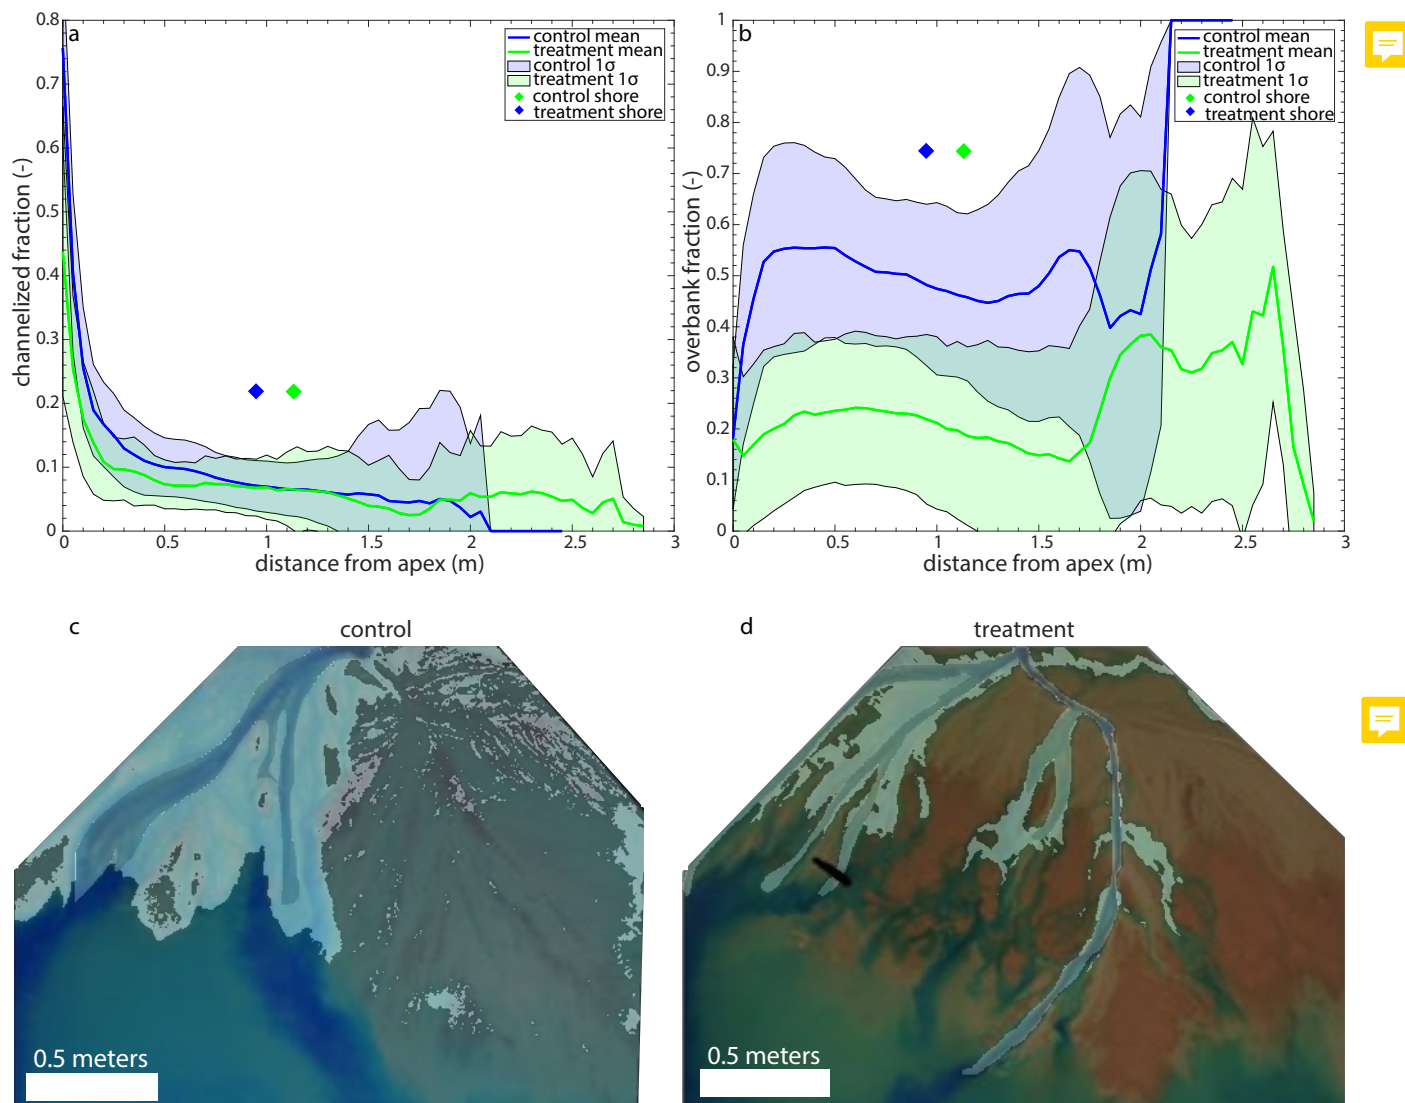 a
control mean
treatment mean
control 1σ
treatment 1σ
control shore
treatment shore
0.8
0.7
0.6
0.5
0.4
0.3
0.2
0.1
0
channelized fraction (-)
0
0.5
1
1.5
2
2.5
3
distance from apex (m)
b
control mean
treatment mean
control 1σ
treatment 1σ
control shore
treatment shore
1
0.9
0.8
0.7
0.6
0.5
0.4
0.3
0.2
0.1
0
overbank fraction (-)
0
0.5
1
1.5
2
2.5
3
distance from apex (m)
c
control
0.5 meters
d
treatment
0.5 meters